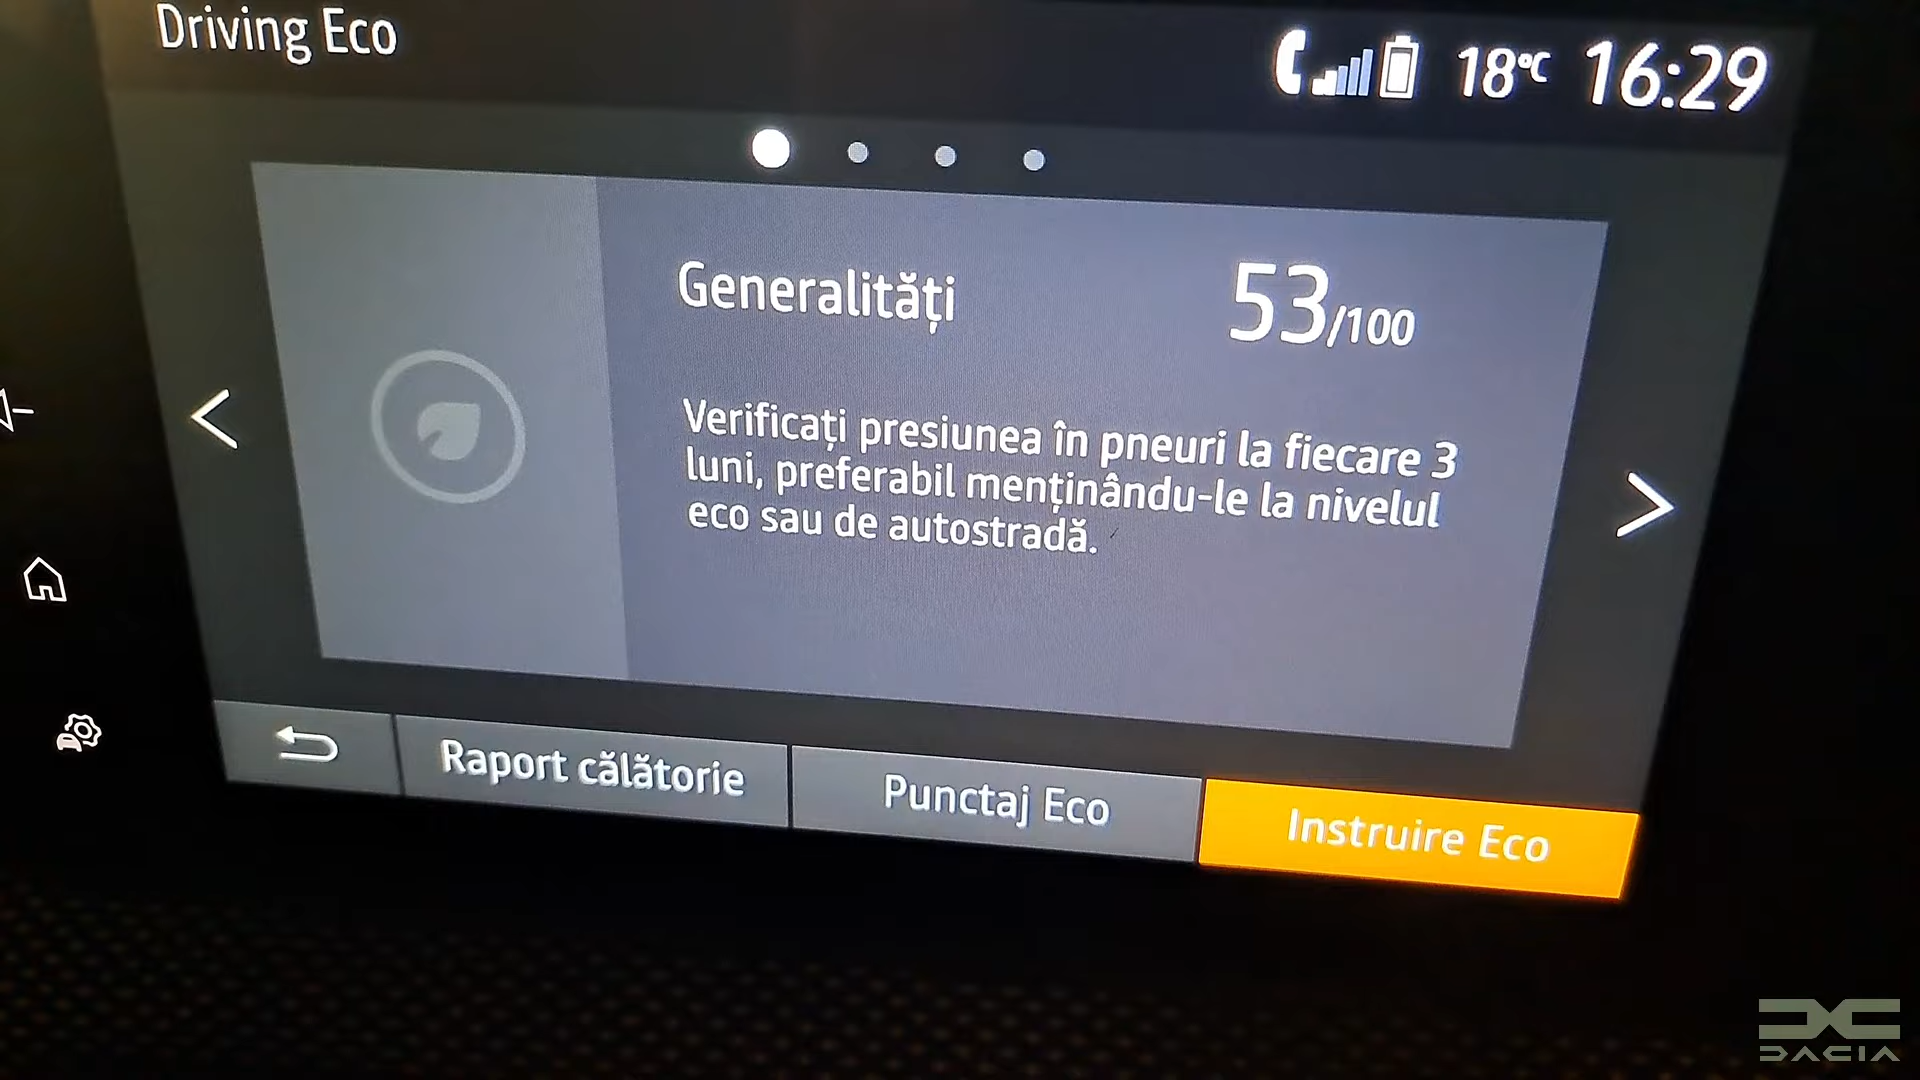 Driving Eco
18°C 16:29
Generalități
53/100
Verificați presiunea în pneuri la fiecare 3
luni, preferabil menținându-le la nivelul
eco sau de autostradă.
Raport călătorie
Punctaj Eco
Instruire Eco
DACIA